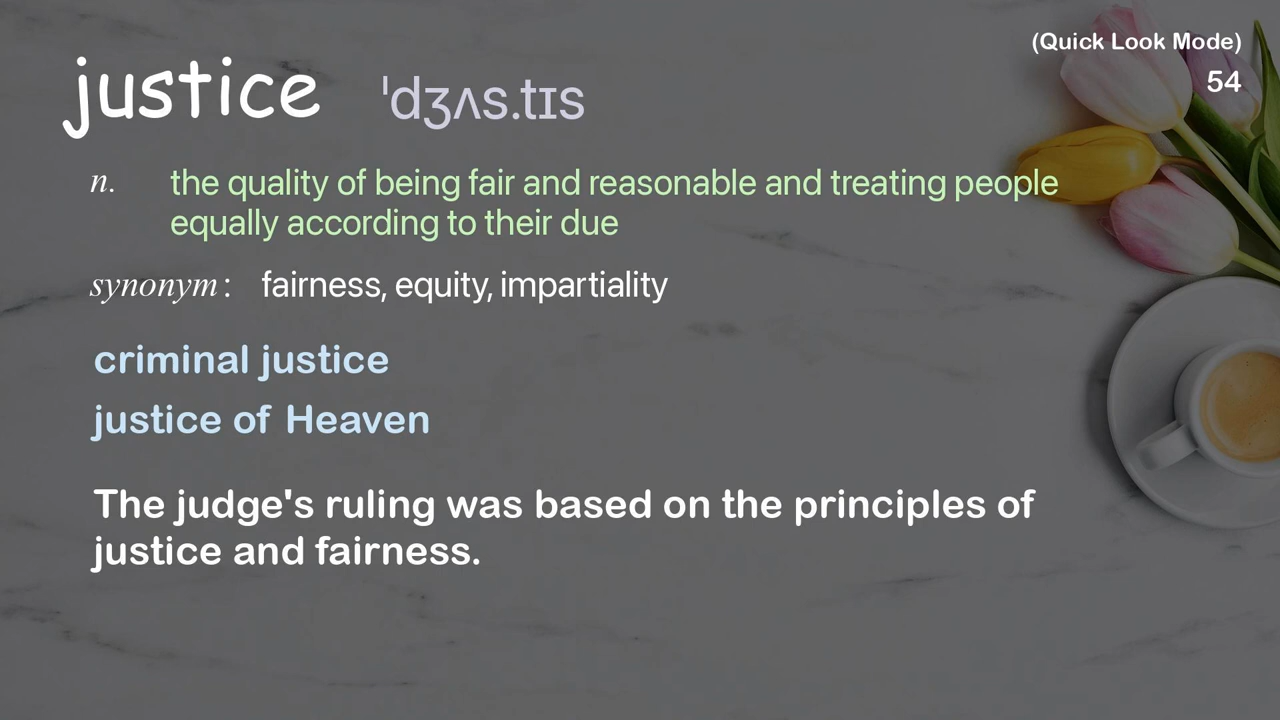 (Quick Look Mode)
54
justice ˈdʒʌs.tɪs
n. the quality of being fair and reasonable and treating people
equally according to their due
synonym : fairness, equity, impartiality
criminal justice
justice of Heaven
The judge's ruling was based on the principles of
justice and fairness.